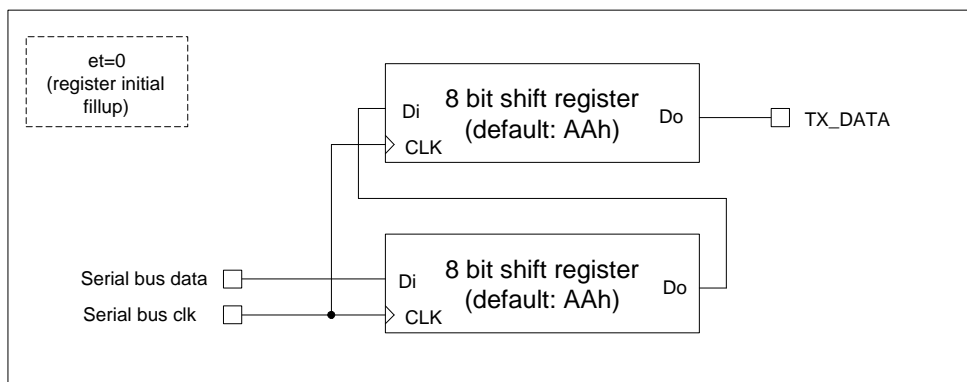 et=0
(register initial
fillup)
8 bit shift register
(default: AAh)
Di
CLK
Do
TX_DATA
8 bit shift register
(default: AAh)
Di
CLK
Do
Serial bus data
Serial bus clk